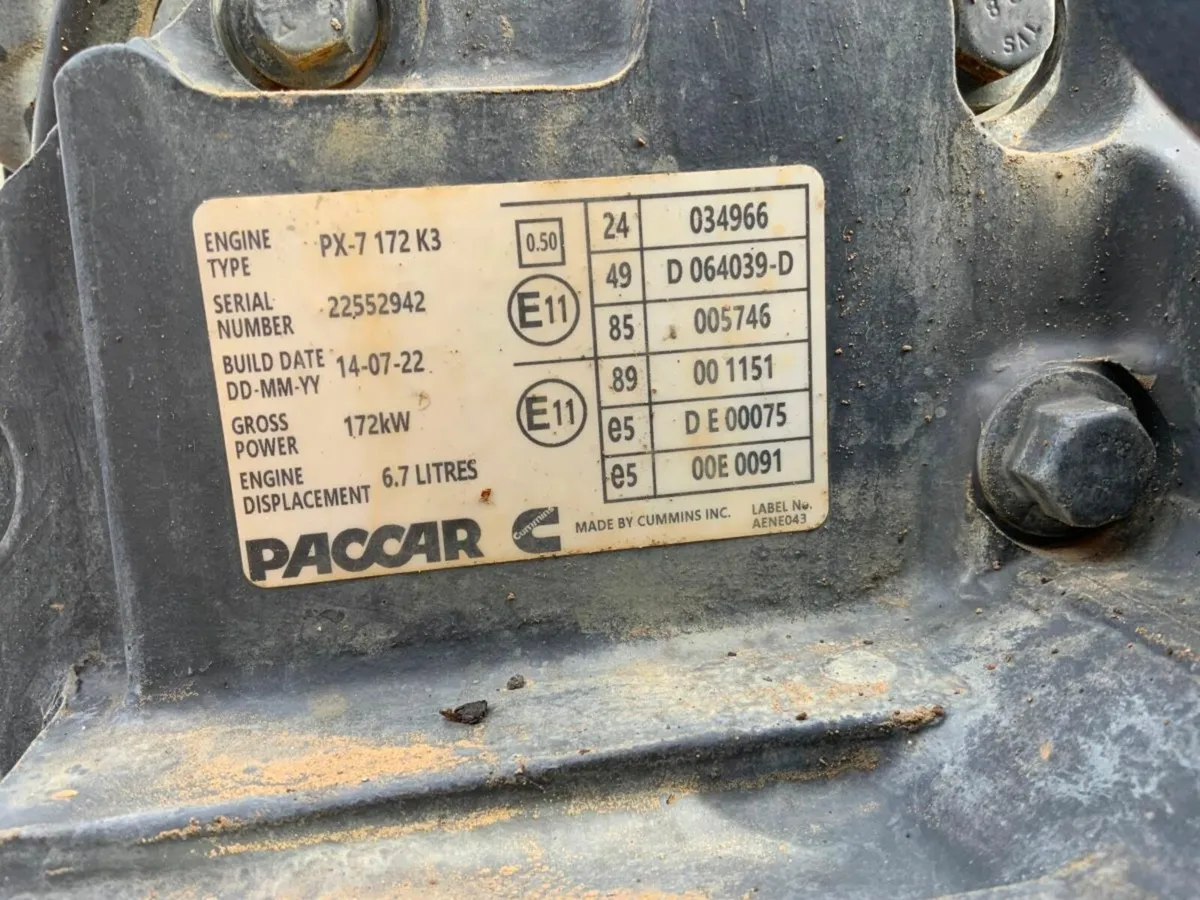 ENGINE TYPE PX-7 172 K3
SERIAL NUMBER 22552942
BUILD DATE DD-MM-YY 14-07-22
GROSS POWER 172kW
ENGINE DISPLACEMENT 6.7 LITRES
0.50
E11
E11
24 034966
49 D 064039-D
85 005746
89 00 1151
e5 D E 00075
e5 00E 0091
PACCAR
Cummins
MADE BY CUMMINS INC.
LABEL No.
AENE043